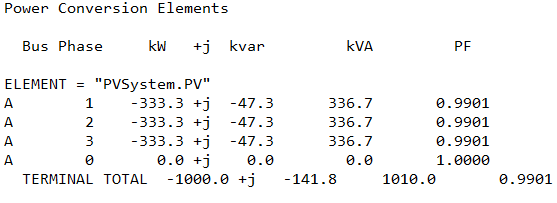 Power Conversion Elements
Bus Phase kW +j kvar kVA PF
ELEMENT = "PVSystem.PV"
A 1 -333.3 +j -47.3 336.7 0.9901
A 2 -333.3 +j -47.3 336.7 0.9901
A 3 -333.3 +j -47.3 336.7 0.9901
A 0 0.0 +j 0.0 0.0 1.0000
TERMINAL TOTAL -1000.0 +j -141.8 1010.0 0.9901